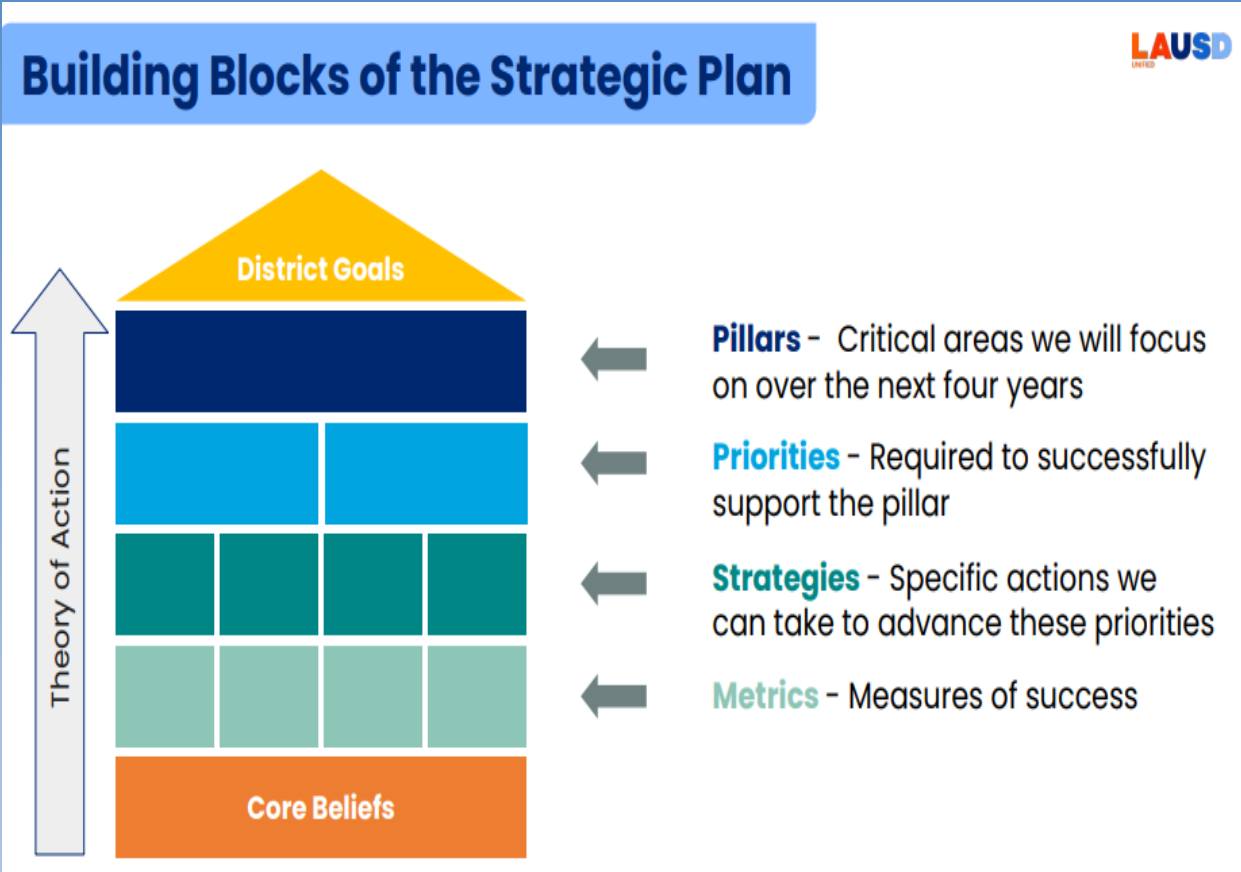 Building Blocks of the Strategic Plan
LAUSD
UNIFIED
District Goals
Theory of Action
Pillars - Critical areas we will focus
on over the next four years
Priorities - Required to successfully
support the pillar
Strategies - Specific actions we
can take to advance these priorities
Metrics - Measures of success
Core Beliefs